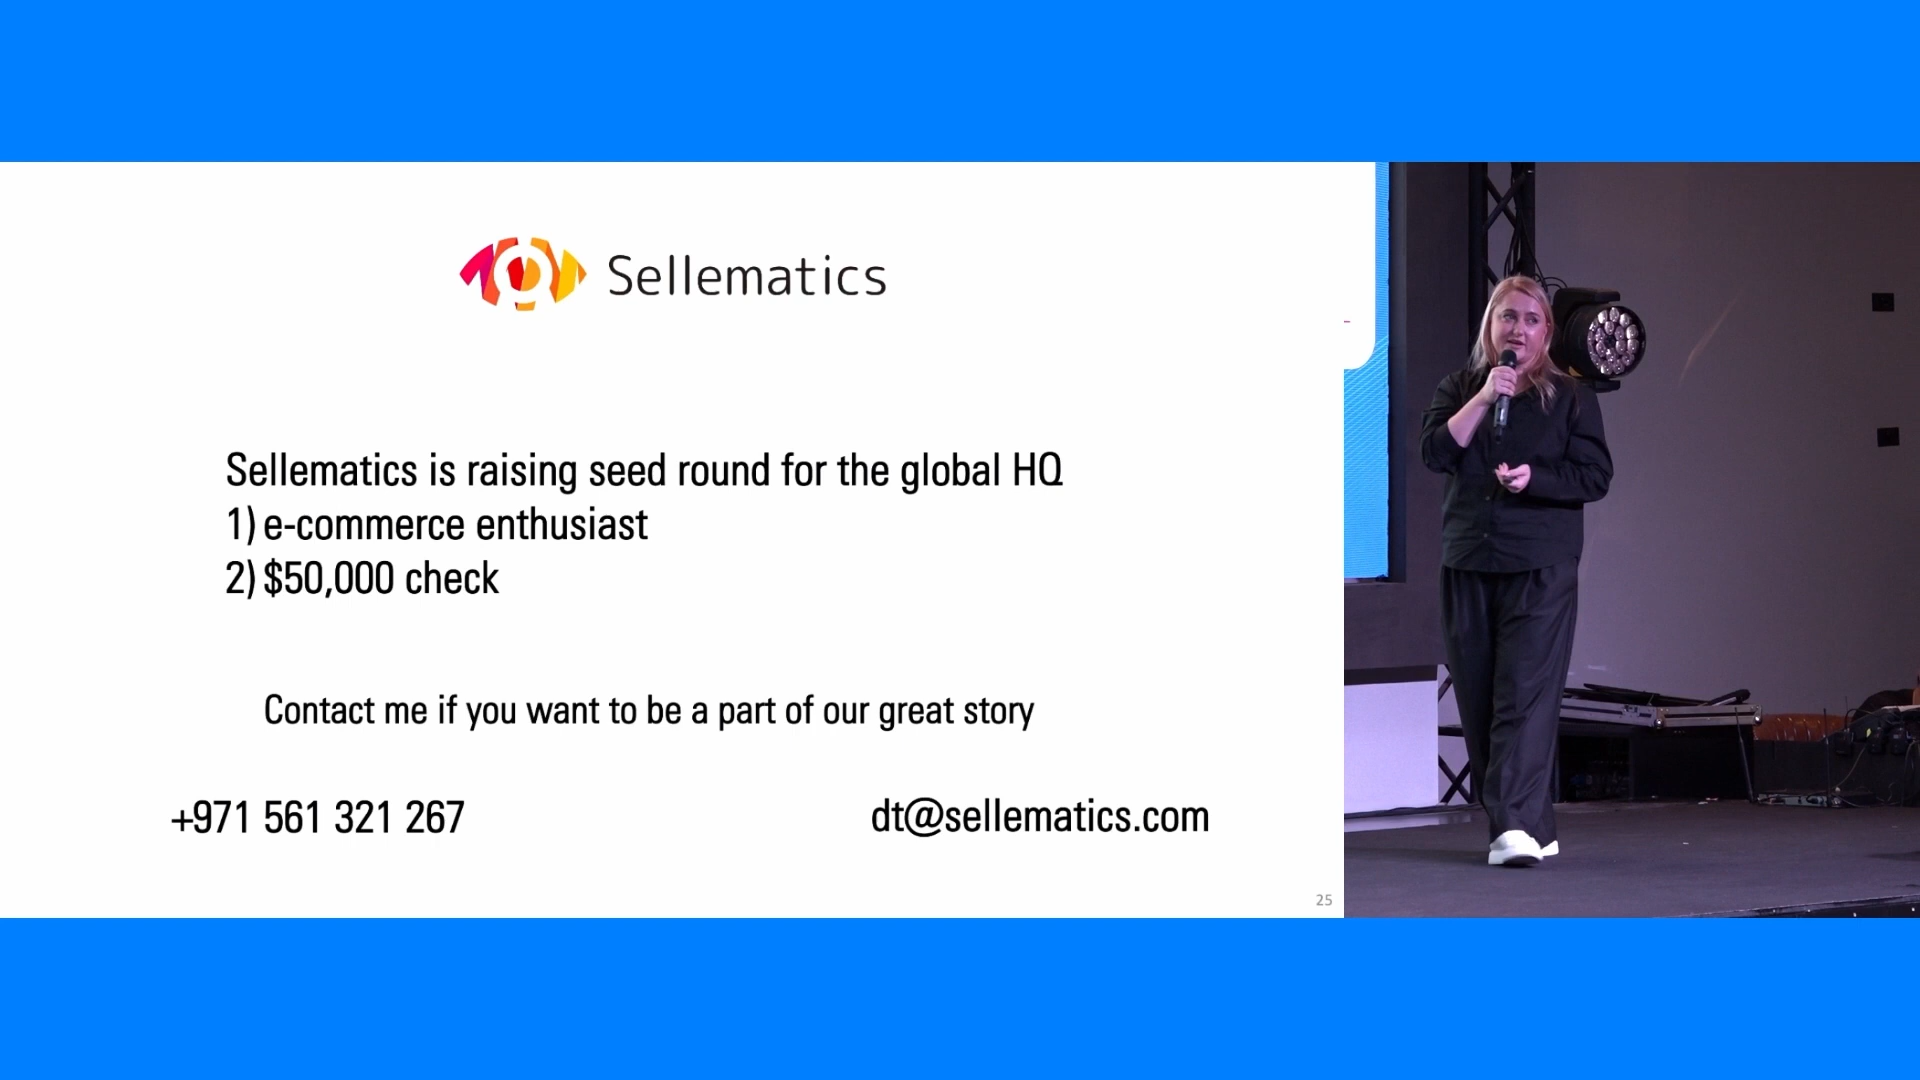 Sellematics
Sellematics is raising seed round for the global HQ
1) e-commerce enthusiast
2) $50,000 check
Contact me if you want to be a part of our great story
+971 561 321 267
dt@sellematics.com
25